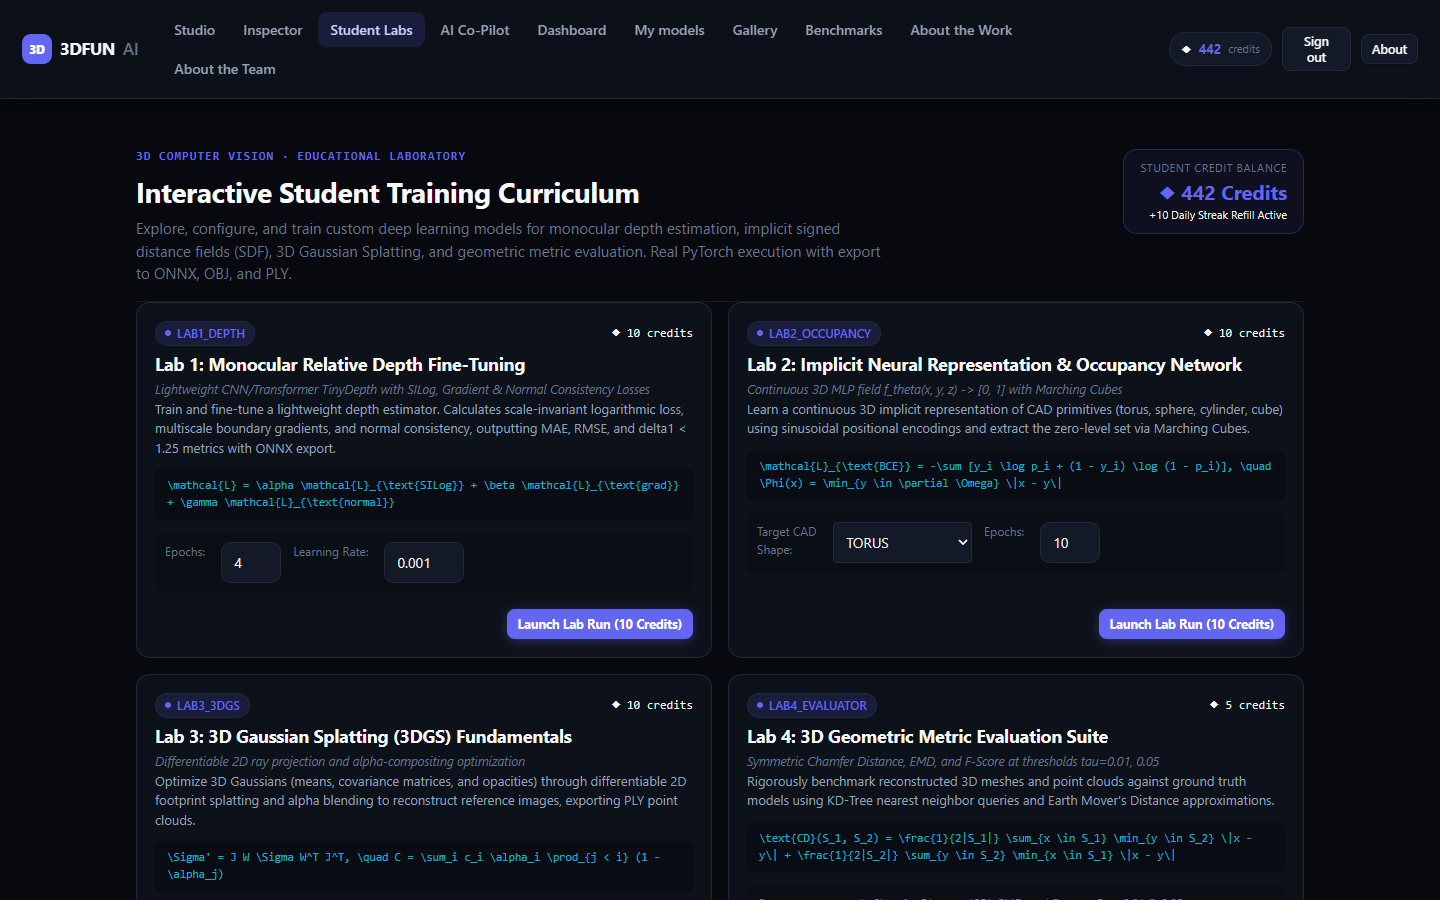 3D 3DFUN AI
Studio Inspector Student Labs AI Co-Pilot Dashboard My models Gallery Benchmarks About the Work
About the Team
◆ 442 credits
Sign out
About
3D COMPUTER VISION · EDUCATIONAL LABORATORY
Interactive Student Training Curriculum
Explore, configure, and train custom deep learning models for monocular depth estimation, implicit signed
distance fields (SDF), 3D Gaussian Splatting, and geometric metric evaluation. Real PyTorch execution with export
to ONNX, OBJ, and PLY.
STUDENT CREDIT BALANCE
◆ 442 Credits
+10 Daily Streak Refill Active
LAB1_DEPTH
◆ 10 credits
Lab 1: Monocular Relative Depth Fine-Tuning
Lightweight CNN/Transformer TinyDepth with SILog, Gradient & Normal Consistency Losses
Train and fine-tune a lightweight depth estimator. Calculates scale-invariant logarithmic loss,
multiscale boundary gradients, and normal consistency, outputting MAE, RMSE, and delta1 <
1.25 metrics with ONNX export.
\mathcal{L} = \alpha \mathcal{L}_{\text{SILog}} + \beta \mathcal{L}_{\text{grad}}
+ \gamma \mathcal{L}_{\text{normal}}
Epochs: 4 Learning Rate: 0.001
Launch Lab Run (10 Credits)
LAB2_OCCUPANCY
◆ 10 credits
Lab 2: Implicit Neural Representation & Occupancy Network
Continuous 3D MLP field f_theta(x, y, z) -> [0, 1] with Marching Cubes
Learn a continuous 3D implicit representation of CAD primitives (torus, sphere, cylinder, cube)
using sinusoidal positional encodings and extract the zero-level set via Marching Cubes.
\mathcal{L}_{\text{BCE}} = -\sum [y_i \log p_i + (1 - y_i) \log (1 - p_i)], \quad
\Phi(x) = \min_{y \in \partial \Omega} \|x - y\|
Target CAD
Shape:
TORUS
Epochs: 10
Launch Lab Run (10 Credits)
LAB3_3DGS
◆ 10 credits
Lab 3: 3D Gaussian Splatting (3DGS) Fundamentals
Differentiable 2D ray projection and alpha-compositing optimization
Optimize 3D Gaussians (means, covariance matrices, and opacities) through differentiable 2D
footprint splatting and alpha blending to reconstruct reference images, exporting PLY point
clouds.
\Sigma' = J W \Sigma W^T J^T, \quad C = \sum_i c_i \alpha_i \prod_{j < i} (1 -
\alpha_j)
LAB4_EVALUATOR
◆ 5 credits
Lab 4: 3D Geometric Metric Evaluation Suite
Symmetric Chamfer Distance, EMD, and F-Score at thresholds tau=0.01, 0.05
Rigorously benchmark reconstructed 3D meshes and point clouds against ground truth
models using KD-Tree nearest neighbor queries and Earth Mover's Distance approximations.
\text{CD}(S_1, S_2) = \frac{1}{2|S_1|} \sum_{x \in S_1} \min_{y \in S_2} \|x -
y\| + \frac{1}{2|S_2|} \sum_{y \in S_2} \min_{x \in S_1} \|x - y\|